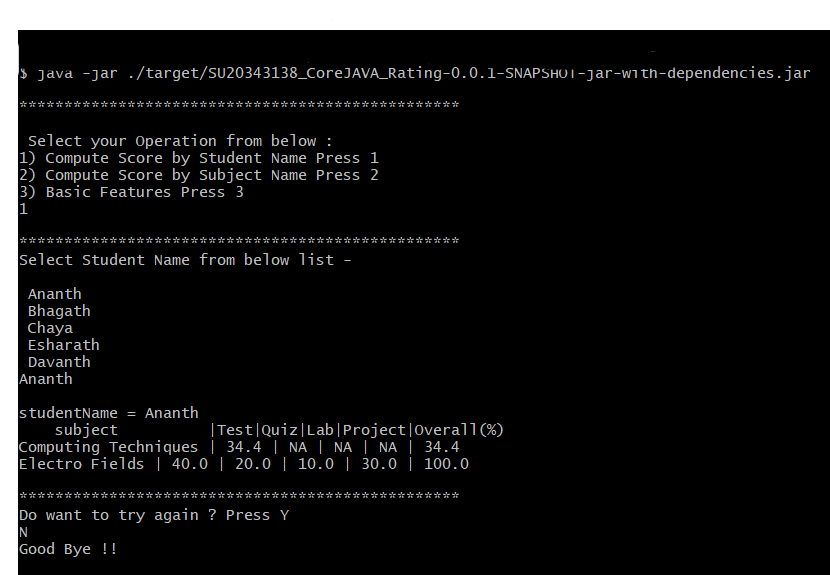 $ java -jar ./target/SU20343138_CoreJAVA_Rating-0.0.1-SNAPSHOT-jar-with-dependencies.jar
*************************************************
Select your Operation from below :
1) Compute Score by Student Name Press 1
2) Compute Score by Subject Name Press 2
3) Basic Features Press 3
1
*************************************************
Select Student Name from below list -
Ananth
Bhagath
Chaya
Esharath
Davanth
Ananth
studentName = Ananth
subject |Test|Quiz|Lab|Project|Overall(%)
Computing Techniques | 34.4 | NA | NA | NA | 34.4
Electro Fields | 40.0 | 20.0 | 10.0 | 30.0 | 100.0
*************************************************
Do want to try again ? Press Y
N
Good Bye !!